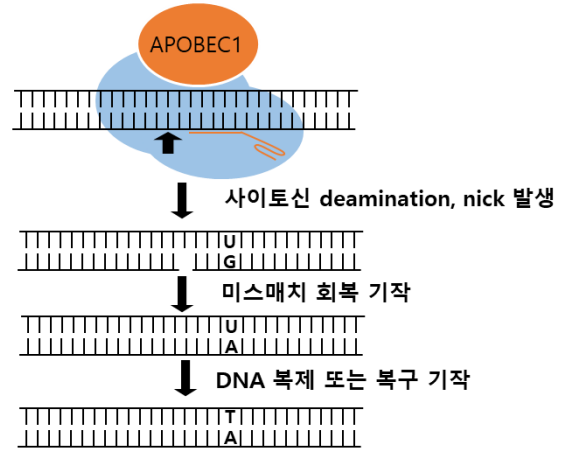 APOBEC1
사이토신 deamination, nick 발생
U
G
미스매치 회복 기작
U
A
DNA 복제 또는 복구 기작
T
A